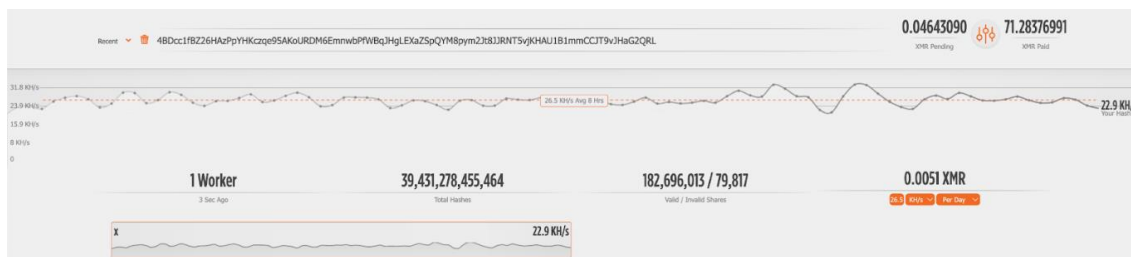 0.04643090
XMR Pending
71.28376991
XMR Paid
Recent
4BDcc1fBZ26HAzPpYHKczqe95AKoURDM6EmnwbPfWBqJHgLEXaZSpQYM8pym2Jt8JJRNT5vjKHAU1B1mmCCJT9vJHaG2QRL
31.8 KH/s
23.9 KH/s
15.9 KH/s
8 KH/s
0
26.5 KH/s Avg 8 Hrs
22.9 KH/
Your Hash
1 Worker
3 Sec Ago
39,431,278,455,464
Total Hashes
182,696,013 / 79,817
Valid / Invalid Shares
0.0051 XMR
26.5 KH/s Per Day
X 22.9 KH/s